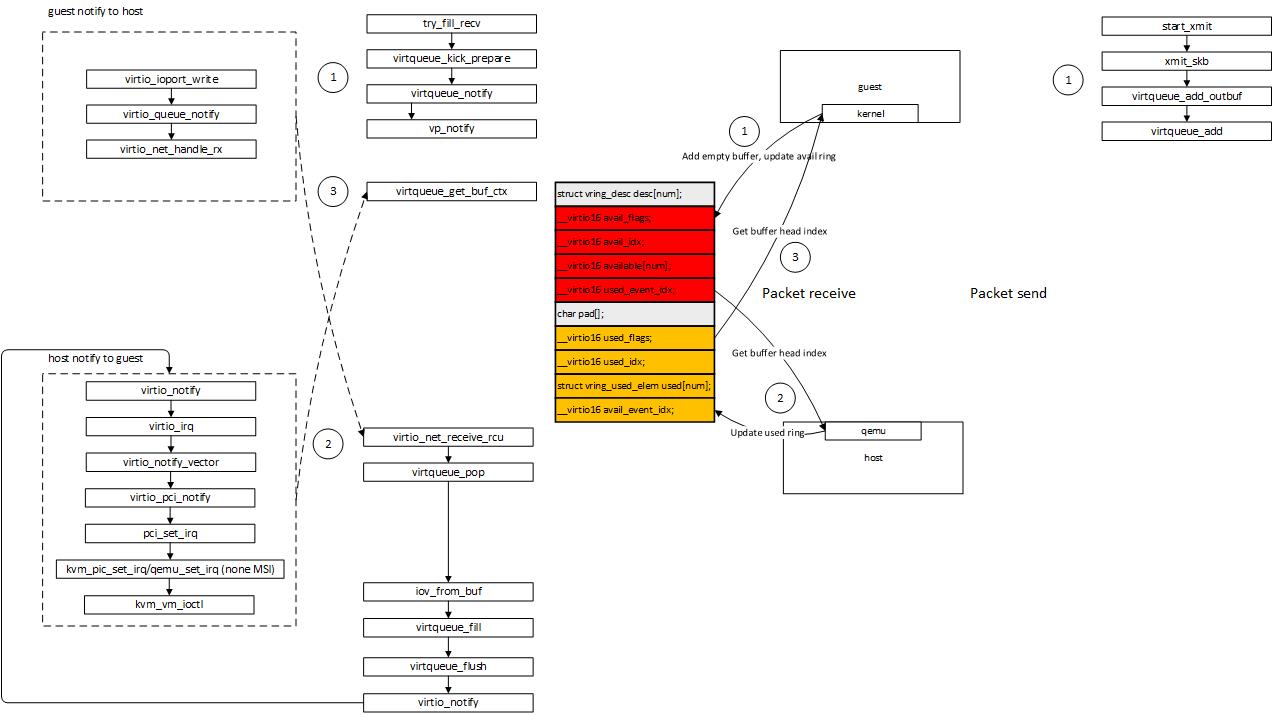 guest notify to host
virtio_ioport_write
virtio_queue_notify
virtio_net_handle_rx
1
try_fill_recv
virtqueue_kick_prepare
virtqueue_notify
vp_notify
3
virtqueue_get_buf_ctx
host notify to guest
virtio_notify
virtio_irq
virtio_notify_vector
virtio_pci_notify
pci_set_irq
kvm_pic_set_irq/qemu_set_irq (none MSI)
kvm_vm_ioctl
2
virtio_net_receive_rcu
virtqueue_pop
iov_from_buf
virtqueue_fill
virtqueue_flush
virtio_notify
struct vring_desc desc[num];
__virtio16 avail_flags;
__virtio16 avail_idx;
__virtio16 available[num];
__virtio16 used_event_idx;
char pad[];
__virtio16 used_flags;
__virtio16 used_idx;
struct vring_used_elem used[num];
__virtio16 avail_event_idx;
guest
kernel
1
Add empty buffer, update avail ring
Get buffer head index
3
Packet receive
Get buffer head index
2
Update used ring
qemu
host
Packet send
1
start_xmit
xmit_skb
virtqueue_add_outbuf
virtqueue_add